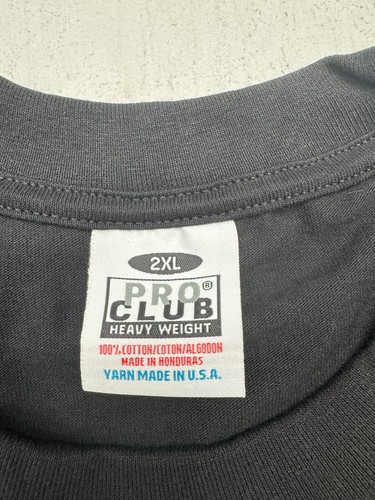 2XL
PRO®
CLUB
HEAVY WEIGHT
100% COTTON/COTON/ALGODON
MADE IN HONDURAS
YARN MADE IN U.S.A.